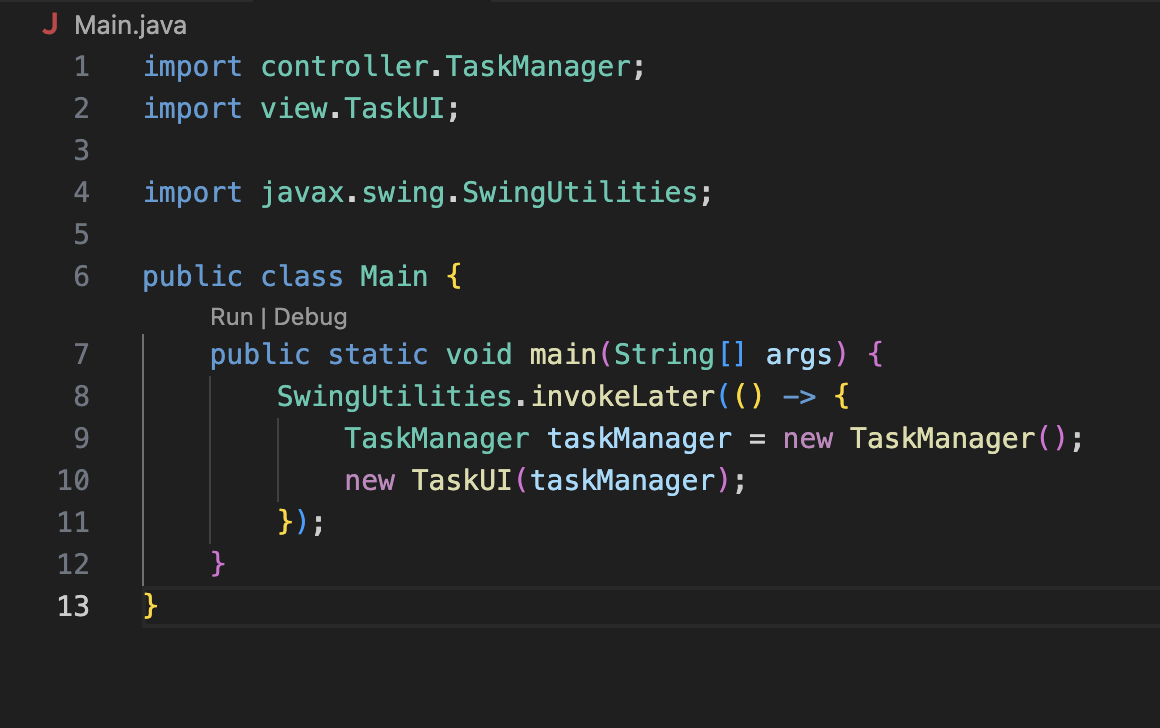 J Main.java
1 import controller.TaskManager;
2 import view.TaskUI;
3
4 import javax.swing.SwingUtilities;
5
6 public class Main {
Run | Debug
7 public static void main(String[] args) {
8 SwingUtilities.invokeLater(() -> {
9 TaskManager taskManager = new TaskManager();
10 new TaskUI(taskManager);
11 });
12 }
13 }